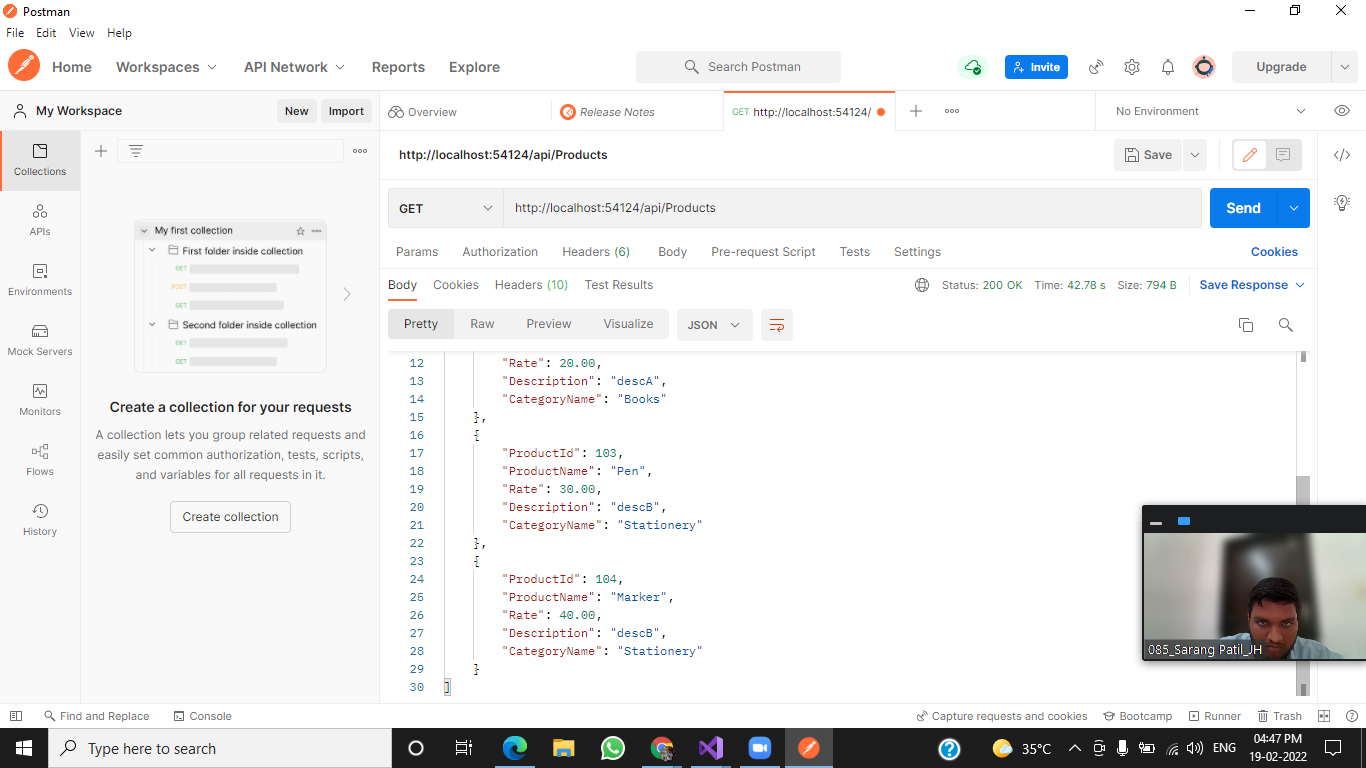 Postman
File Edit View Help
Home Workspaces API Network Reports Explore Search Postman Invite Upgrade
My Workspace New Import Overview Release Notes GET http://localhost:54124/ No Environment
Collections
APIs
Environments
Mock Servers
Monitors
Flows
History
My first collection
First folder inside collection
GET
POST
GET
Second folder inside collection
GET
GET
Create a collection for your requests
A collection lets you group related requests and
easily set common authorization, tests, scripts,
and variables for all requests in it.
Create collection
http://localhost:54124/api/Products Save
GET http://localhost:54124/api/Products Send
Params Authorization Headers (6) Body Pre-request Script Tests Settings Cookies
Body Cookies Headers (10) Test Results Status: 200 OK Time: 42.78 s Size: 794 B Save Response
Pretty Raw Preview Visualize JSON
12 "Rate": 20.00,
13 "Description": "descA",
14 "CategoryName": "Books"
15 },
16 {
17 "ProductId": 103,
18 "ProductName": "Pen",
19 "Rate": 30.00,
20 "Description": "descB",
21 "CategoryName": "Stationery"
22 },
23 {
24 "ProductId": 104,
25 "ProductName": "Marker",
26 "Rate": 40.00,
27 "Description": "descB",
28 "CategoryName": "Stationery"
29 }
30 ]
085_Sarang Patil_JH
Find and Replace Console Capture requests and cookies Bootcamp Runner Trash
Type here to search 35°C ENG 04:47 PM
19-02-2022